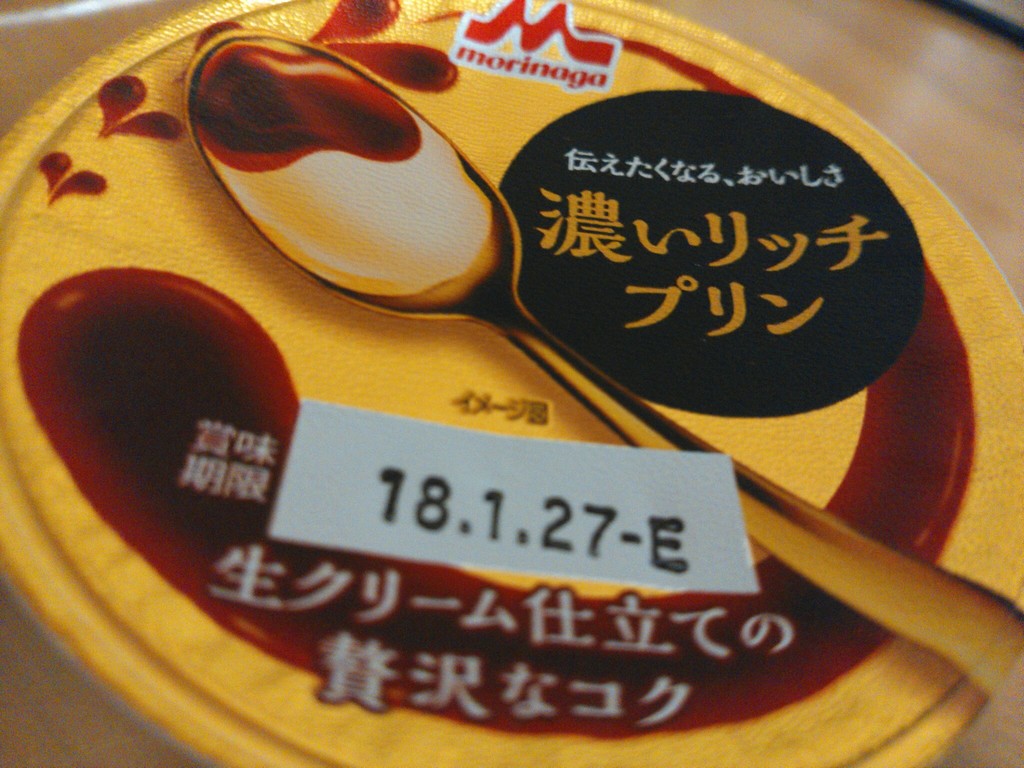 morinaga
伝えたくなる、おいしさ
濃いリッチ
プリン
イメージ図
賞味
期限
18.1.27-E
生クリーム仕立ての
贅沢なコク